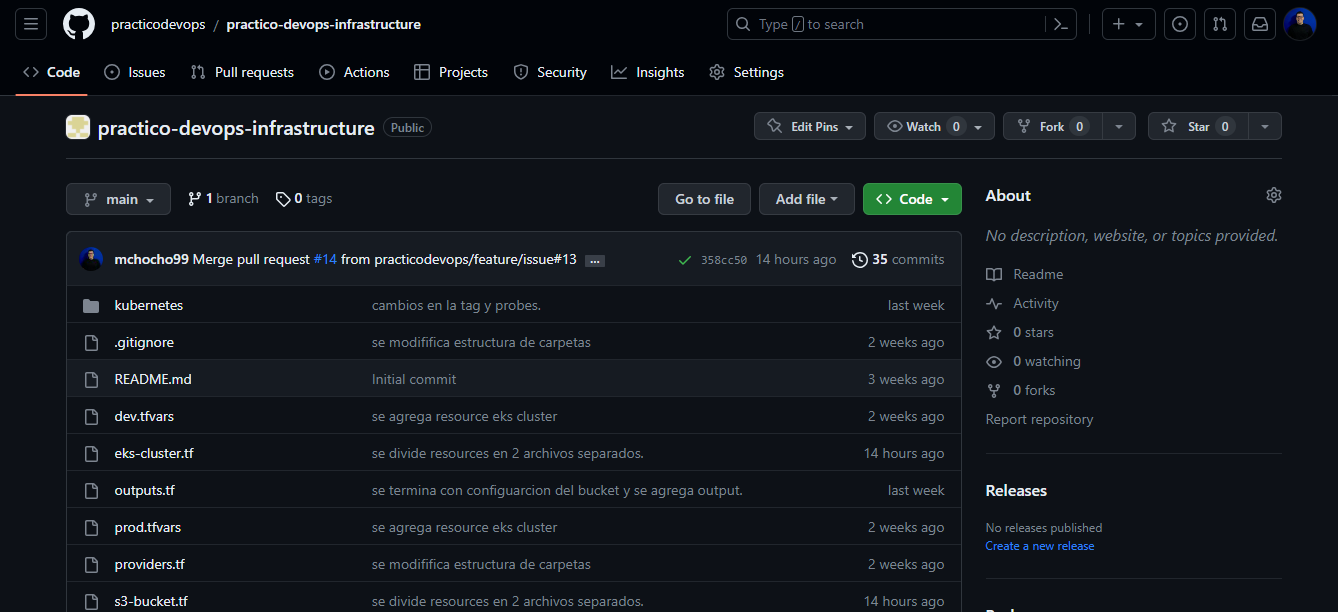 practicodevops / practico-devops-infrastructure
Type / to search
Code
Issues
Pull requests
Actions
Projects
Security
Insights
Settings
practico-devops-infrastructure
Public
Edit Pins
Watch 0
Fork 0
Star 0
main
1 branch
0 tags
Go to file
Add file
<> Code
mchocho99 Merge pull request #14 from practicodevops/feature/issue#13 ...
358cc50 14 hours ago
35 commits
kubernetes cambios en la tag y probes. last week
.gitignore se modififica estructura de carpetas 2 weeks ago
README.md Initial commit 3 weeks ago
dev.tfvars se agrega resource eks cluster 2 weeks ago
eks-cluster.tf se divide resources en 2 archivos separados. 14 hours ago
outputs.tf se termina con configuarcion del bucket y se agrega output. last week
prod.tfvars se agrega resource eks cluster 2 weeks ago
providers.tf se modififica estructura de carpetas 2 weeks ago
s3-bucket.tf se divide resources en 2 archivos separados. 14 hours ago
About
No description, website, or topics provided.
Readme
Activity
0 stars
0 watching
0 forks
Report repository
Releases
No releases published
Create a new release